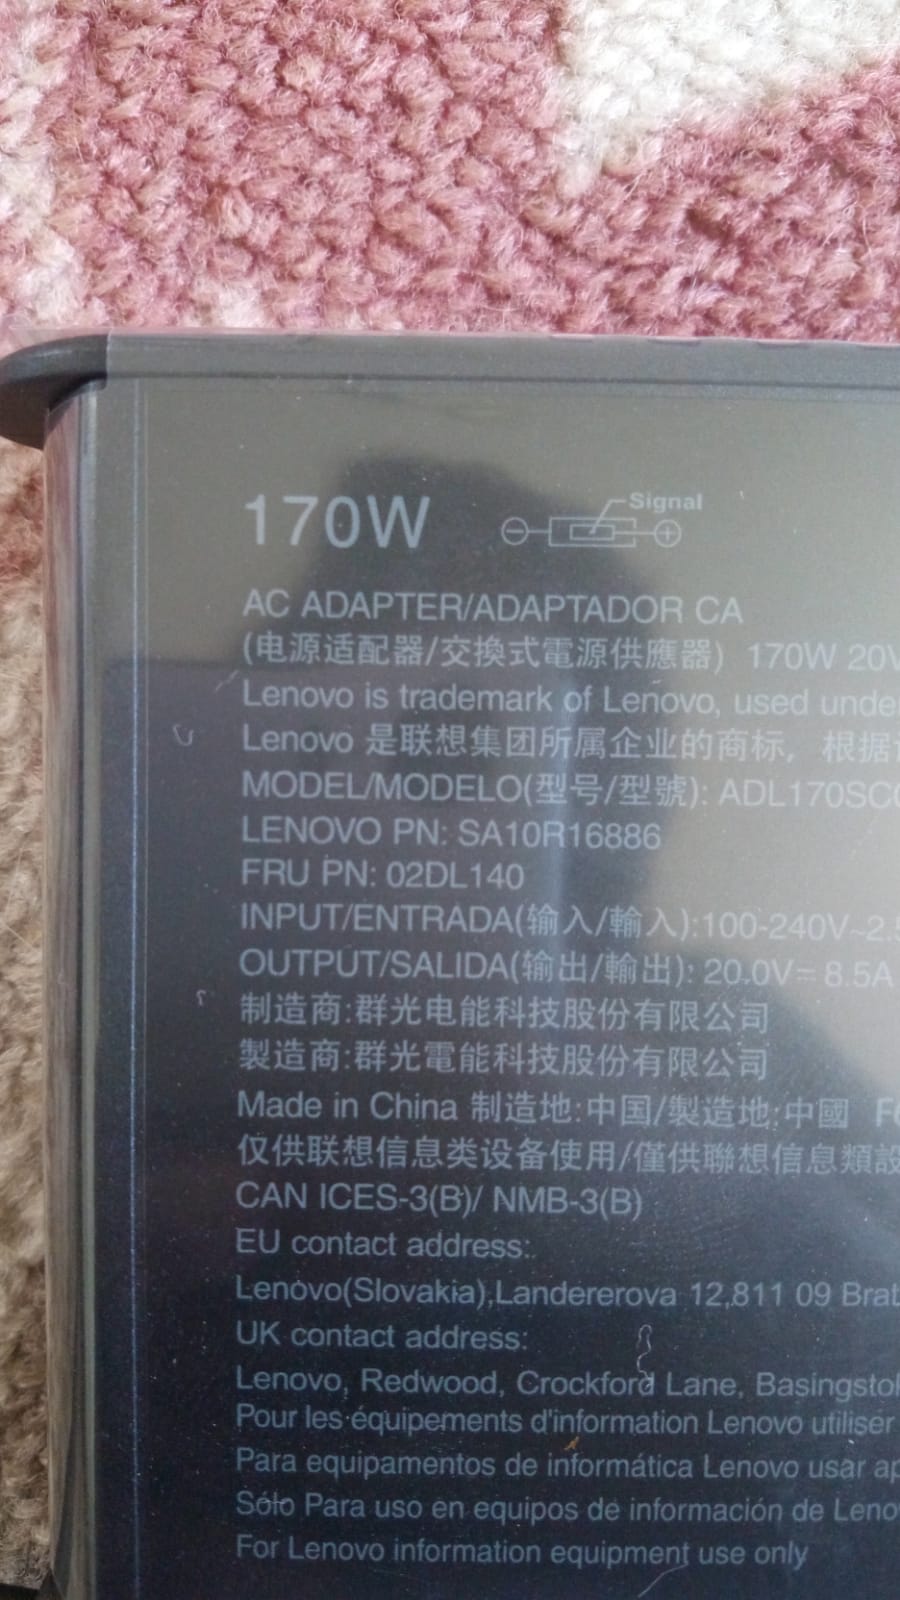 170W
Signal
AC ADAPTER/ADAPTADOR CA
(电源适配器/交換式電源供應器) 170W 20V
Lenovo is trademark of Lenovo, used unde
Lenovo 是联想集团所属企业的商标, 根据
MODEL/MODELO(型号/型號): ADL170SC
LENOVO PN: SA10R16886
FRU PN: 02DL140
INPUT/ENTRADA(输入/輸入):100-240V~2.5
OUTPUT/SALIDA(输出/輸出): 20.0V⎓8.5A
制造商:群光电能科技股份有限公司
製造商:群光電能科技股份有限公司
Made in China 制造地:中国/製造地:中國 F
仅供联想信息类设备使用/僅供聯想信息類設
CAN ICES-3(B)/ NMB-3(B)
EU contact address:
Lenovo(Slovakia),Landererova 12,811 09 Brat
UK contact address:
Lenovo, Redwood, Crockford Lane, Basingsto
Pour les équipements d'information Lenovo utiliser
Para equipamentos de informática Lenovo usar ap
Sólo Para uso en equipos de información de Leno
For Lenovo information equipment use only